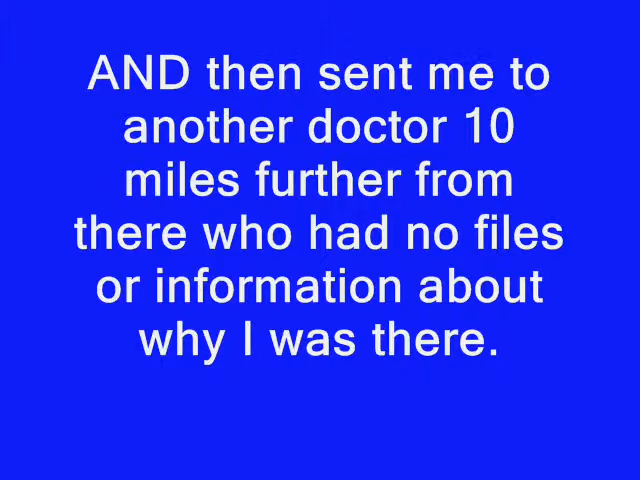 AND then sent me to
another doctor 10
miles further from
there who had no files
or information about
why I was there.